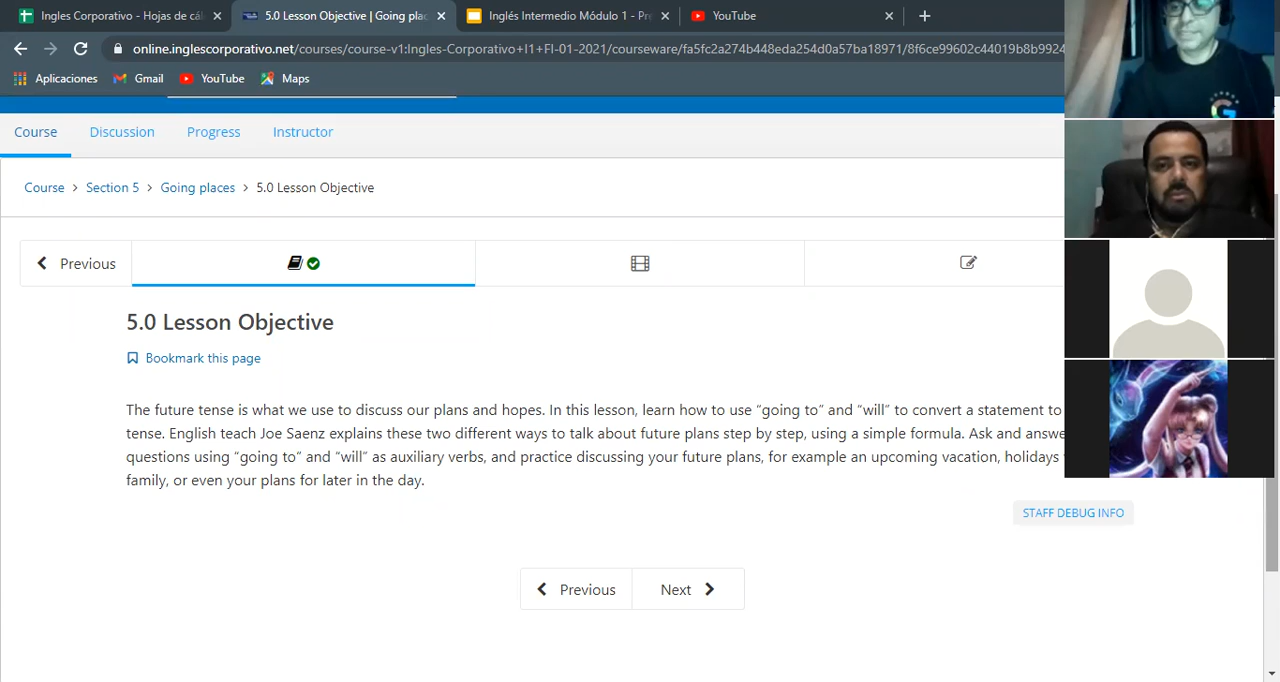 Ingles Corporativo - Hojas de cál
5.0 Lesson Objective | Going plac
Inglés Intermedio Módulo 1 - Pre
YouTube
online.inglescorporativo.net/courses/course-v1:Ingles-Corporativo+I1+FI-01-2021/courseware/fa5fc2a274b448eda254d0a57ba18971/8f6ce99602c44019b8b9924
Aplicaciones
Gmail
YouTube
Maps
Course
Discussion
Progress
Instructor
Course > Section 5 > Going places > 5.0 Lesson Objective
Previous
5.0 Lesson Objective
Bookmark this page
The future tense is what we use to discuss our plans and hopes. In this lesson, learn how to use “going to” and “will” to convert a statement to
tense. English teach Joe Saenz explains these two different ways to talk about future plans step by step, using a simple formula. Ask and answe
questions using “going to” and “will” as auxiliary verbs, and practice discussing your future plans, for example an upcoming vacation, holidays
family, or even your plans for later in the day.
STAFF DEBUG INFO
Previous
Next